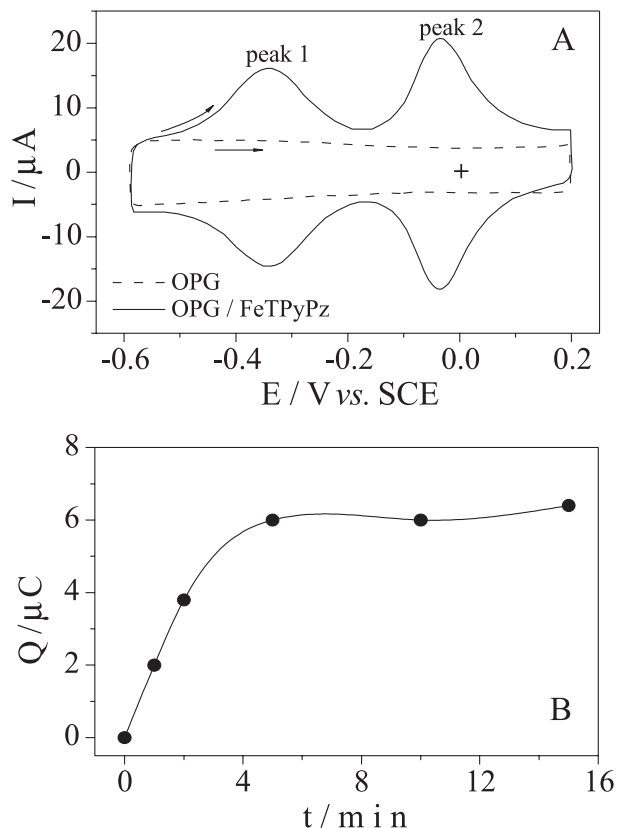 A
peak 1
peak 2
20
10
0
-10
-20
I / μA
+
OPG
OPG / FeTPyPz
-0.6
-0.4
-0.2
0.0
0.2
E / V vs. SCE
8
6
4
2
0
Q /μC
B
0
4
8
12
16
t / m i n